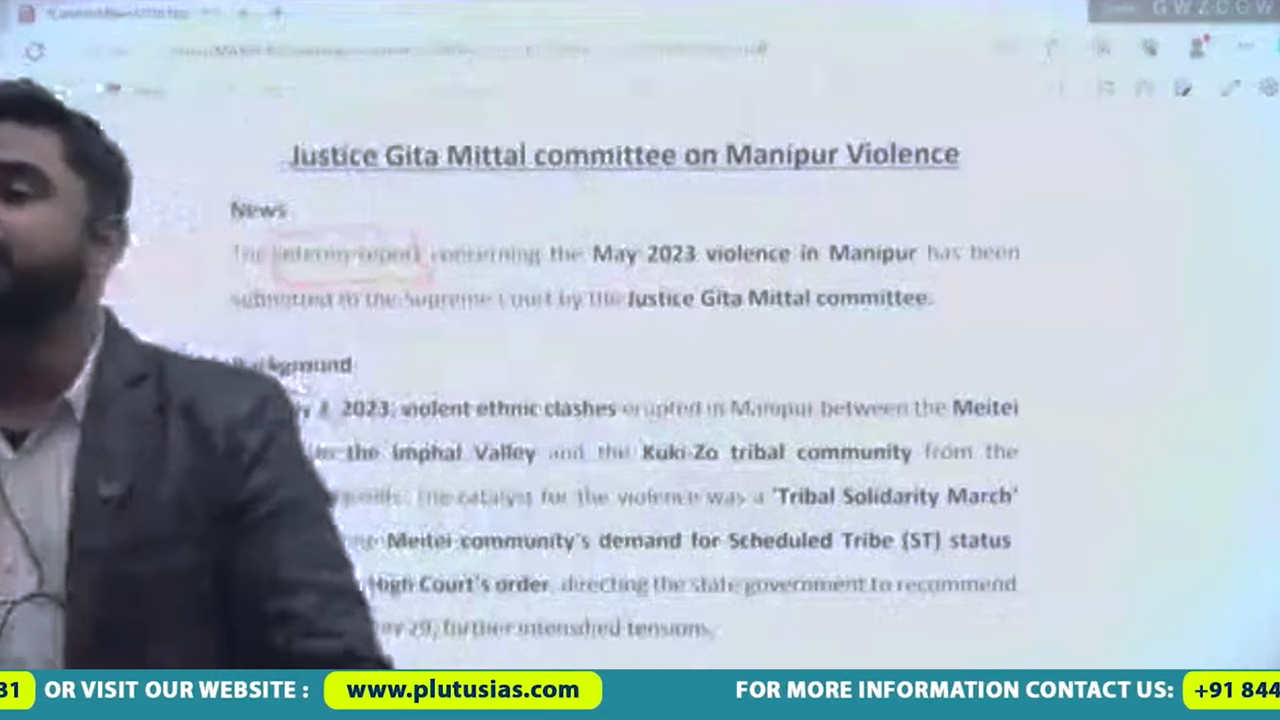 G W Z C G W
Justice Gita Mittal committee on Manipur Violence
News
The interim report concerning the May 2023 violence in Manipur has been
submitted to the Supreme Court by the Justice Gita Mittal committee.
Background
2023, violent ethnic clashes erupted in Manipur between the Meitei
the Imphal Valley and the Kuki-Zo tribal community from the
The catalyst for the violence was a 'Tribal Solidarity March'
Meitei community's demand for Scheduled Tribe (ST) status
High Court's order, directing the state government to recommend
29, further intensified tensions.
31 OR VISIT OUR WEBSITE : www.plutusias.com FOR MORE INFORMATION CONTACT US: +91 844